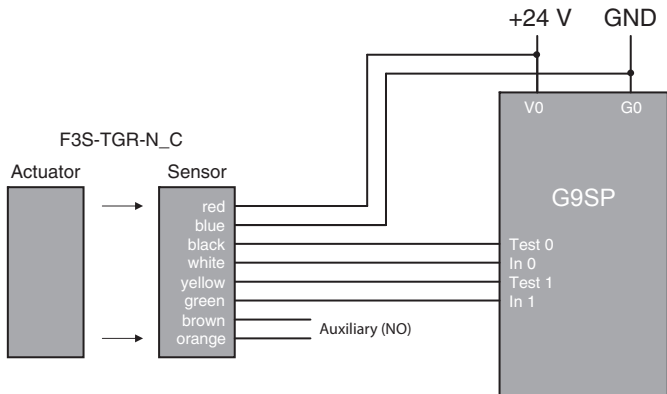 +24 V GND
V0 G0
F3S-TGR-N_C
Actuator Sensor
G9SP
red
blue
black Test 0
white In 0
yellow Test 1
green In 1
brown
Auxiliary (NO)
orange